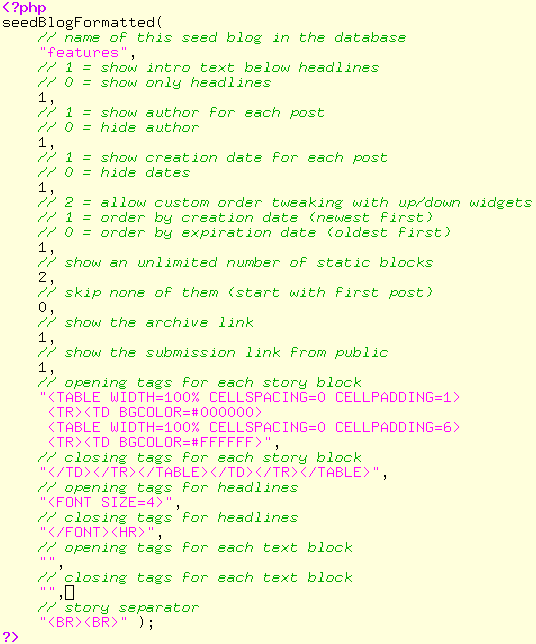 <?php
seedBlogFormatted(
// name of this seed blog in the database
"features",
// 1 = show intro text below headlines
// 0 = show only headlines
1,
// 1 = show author for each post
// 0 = hide author
1,
// 1 = show creation date for each post
// 0 = hide dates
1,
// 2 = allow custom order tweaking with up/down widgets
// 1 = order by creation date (newest first)
// 0 = order by expiration date (oldest first)
1,
// show an unlimited number of static blocks
2,
// skip none of them (start with first post)
0,
// show the archive link
1,
// show the submission link from public
1,
// opening tags for each story block
"<TABLE WIDTH=100% CELLSPACING=0 CELLPADDING=1>
<TR><TD BGCOLOR=#000000>
<TABLE WIDTH=100% CELLSPACING=0 CELLPADDING=6>
<TR><TD BGCOLOR=#FFFFFF>",
// closing tags for each story block
"</TD></TR></TABLE></TD></TR></TABLE>",
// opening tags for headlines
"<FONT SIZE=4>",
// closing tags for headlines
"</FONT><HR>",
// opening tags for each text block
"",
// closing tags for each text block
"",
// story separator
"<BR><BR>" );
?>